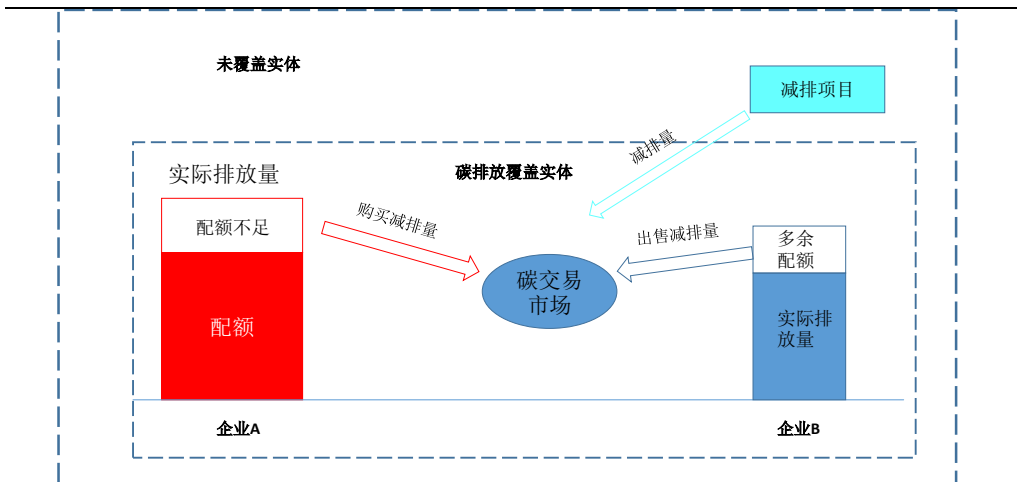 未覆盖实体
减排项目
减排量
碳排放覆盖实体
实际排放量
配额不足
购买减排量
出售减排量
多余
配额
碳交易
市场
配额
实际排
放量
企业A
企业B